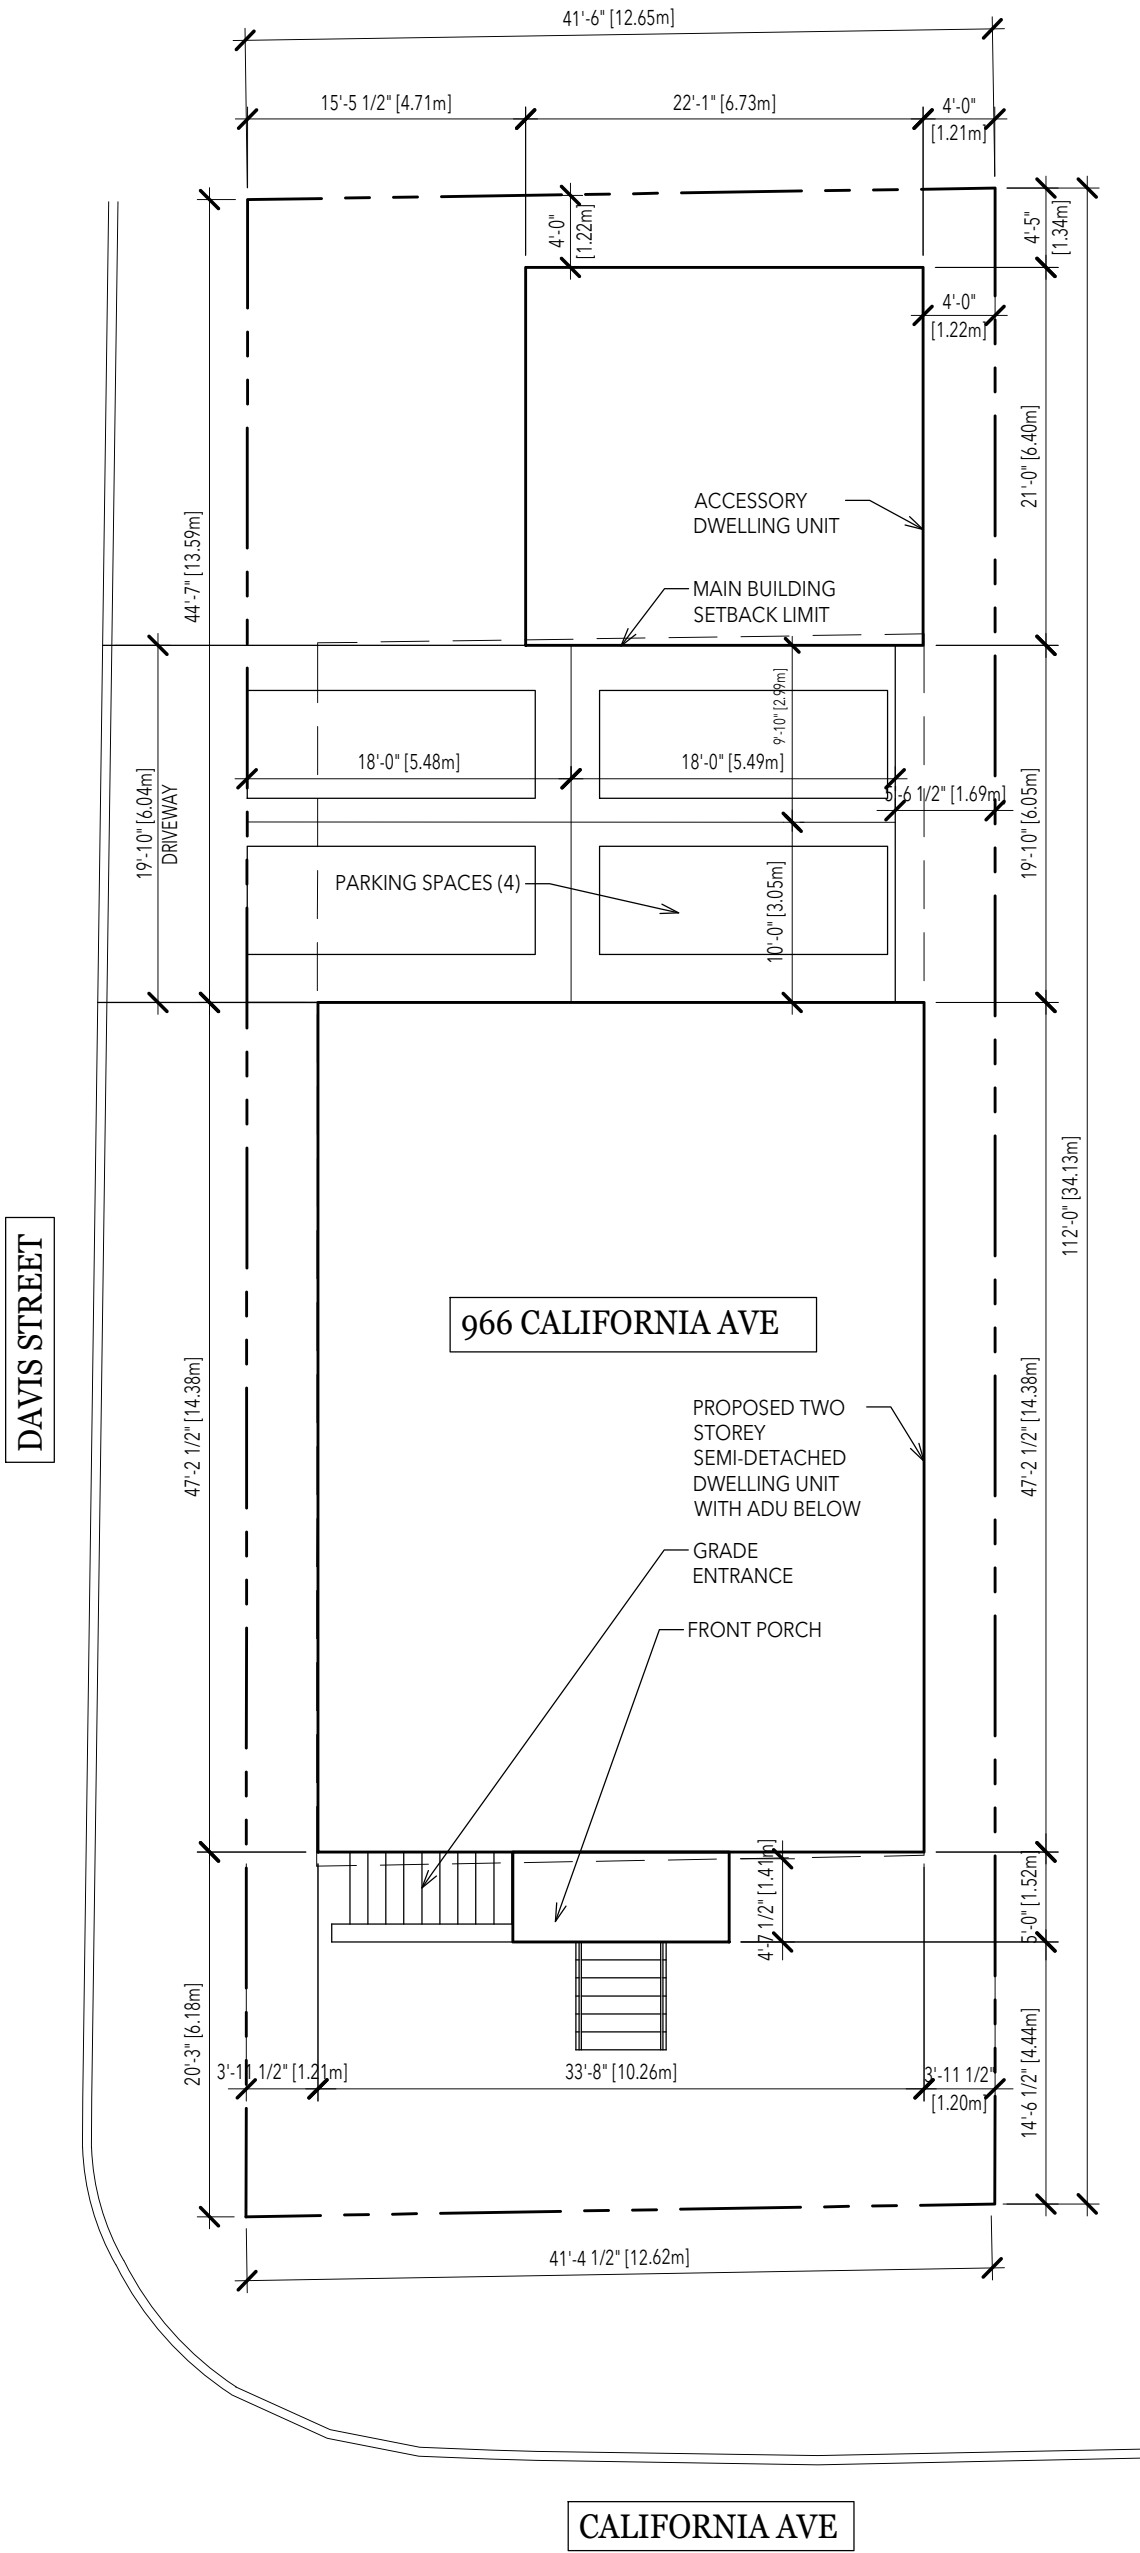 41'-6" [12.65m]
15'-5 1/2" [4.71m]
22'-1" [6.73m]
4'-0"
[1.21m]
4'-0"
[1.22m]
4'-5"
[1.34m]
4'-0"
[1.22m]
21'-0" [6.40m]
ACCESSORY
DWELLING UNIT
44'-7" [13.59m]
MAIN BUILDING
SETBACK LIMIT
9'-10" [2.99m]
18'-0" [5.48m]
18'-0" [5.49m]
5'-6 1/2" [1.69m]
19'-10" [6.04m]
DRIVEWAY
19'-10" [6.05m]
PARKING SPACES (4)
10'-0" [3.05m]
112'-0" [34.13m]
DAVIS STREET
966 CALIFORNIA AVE
47'-2 1/2" [14.38m]
47'-2 1/2" [14.38m]
PROPOSED TWO
STOREY
SEMI-DETACHED
DWELLING UNIT
WITH ADU BELOW
GRADE
ENTRANCE
FRONT PORCH
4'-7 1/2" [1.41m]
5'-0" [1.52m]
20'-3" [6.18m]
3'-11 1/2" [1.21m]
33'-8" [10.26m]
3'-11 1/2"
[1.20m]
14'-6 1/2" [4.44m]
41'-4 1/2" [12.62m]
CALIFORNIA AVE